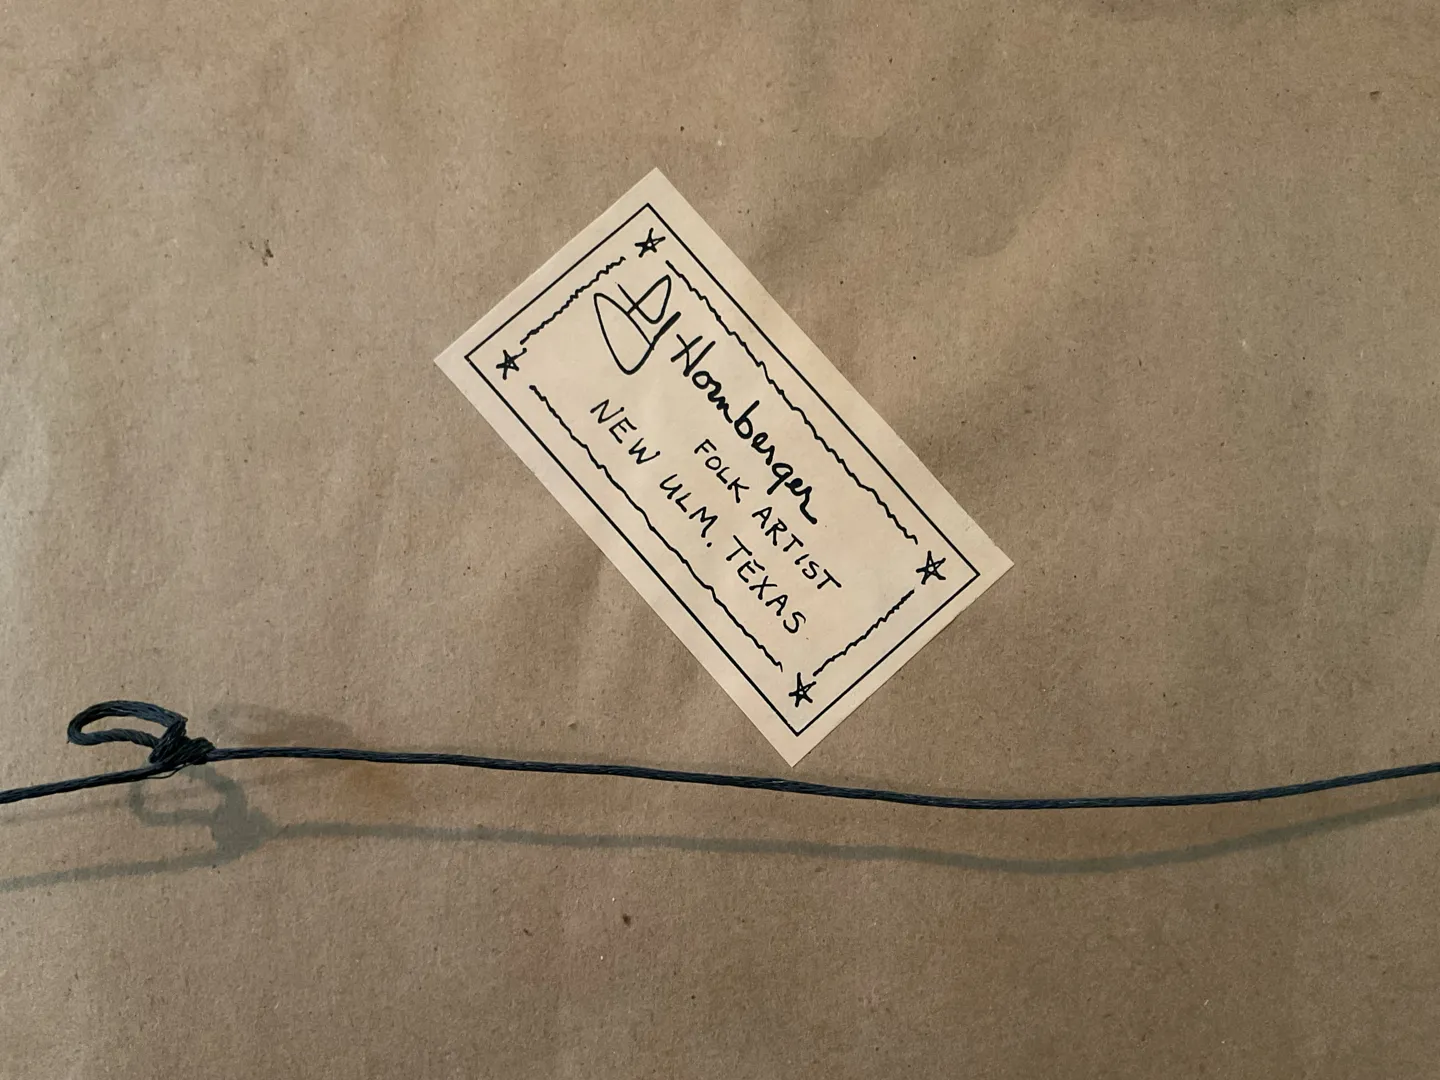 Hornberger
FOLK ARTIST
NEW ULM, TEXAS